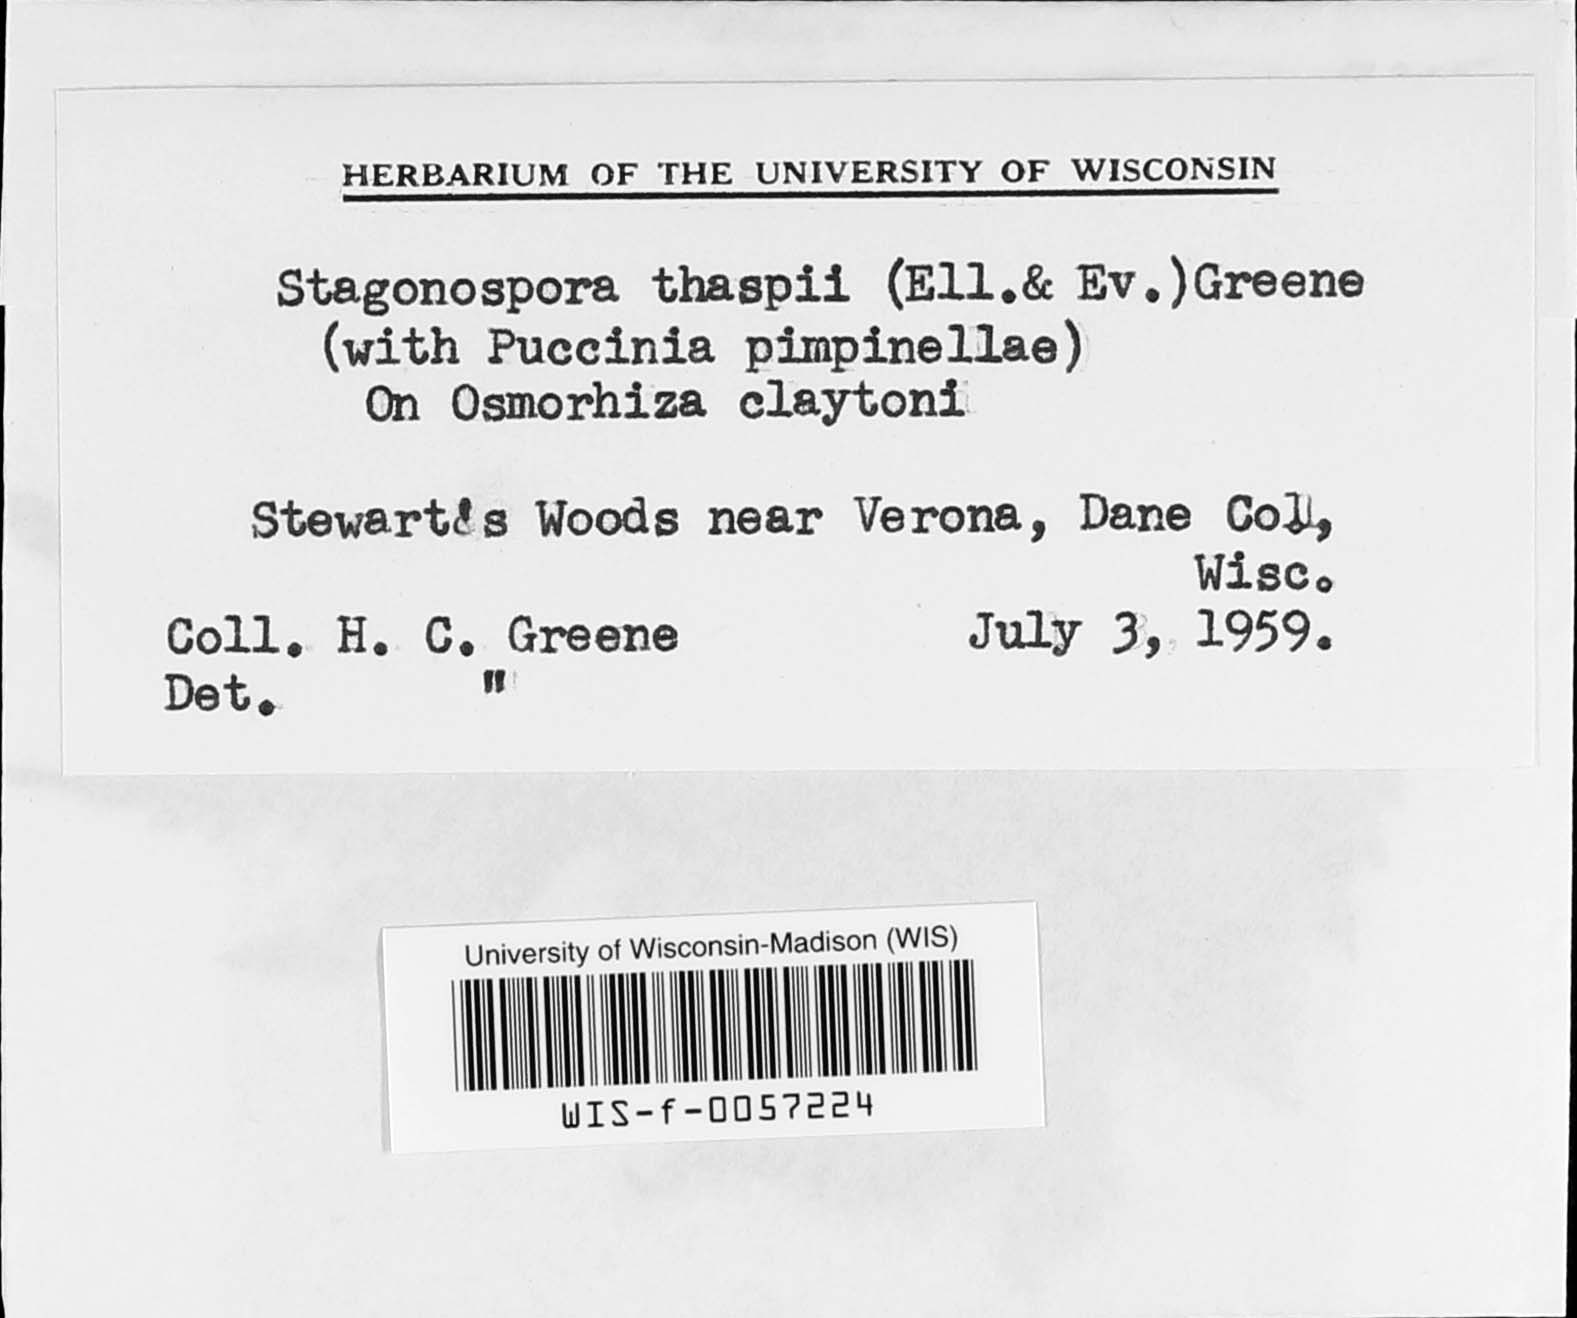 HERBARIUM OF THE UNIVERSITY OF WISCONSIN
Stagonospora thaspii (Ell.& Ev.)Greene
(with Puccinia pimpinellae)
On Osmorhiza claytoni
Stewart's Woods near Verona, Dane Co.,
Wisc.
Coll. H. C. Greene July 3, 1959.
Det. "
University of Wisconsin-Madison (WIS)
WIS-f-0057224